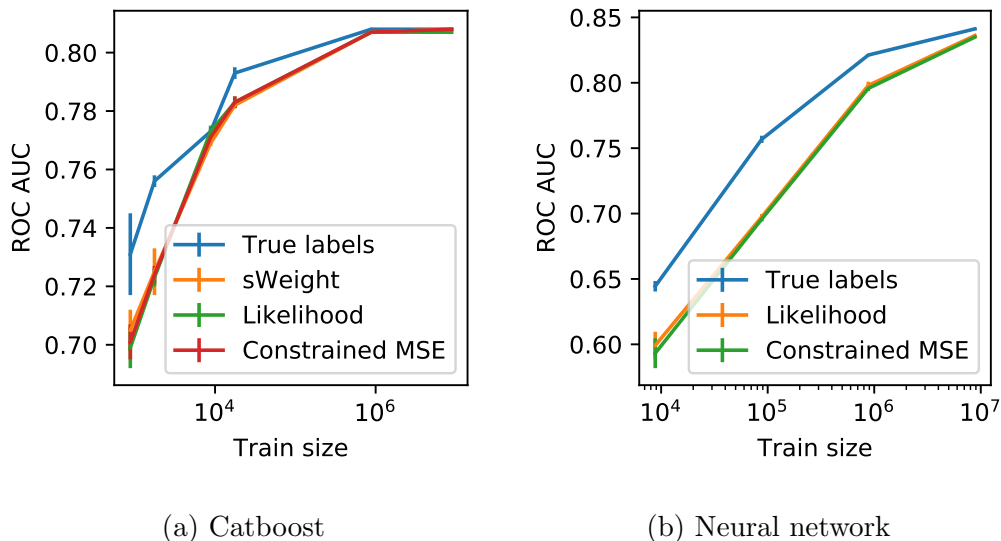 0.80
0.78
0.76
0.74
0.72
0.70
ROC AUC
True labels
sWeight
Likelihood
Constrained MSE
10^4
10^6
Train size
(a) Catboost
0.85
0.80
0.75
0.70
0.65
0.60
ROC AUC
True labels
Likelihood
Constrained MSE
10^4
10^5
10^6
10^7
Train size
(b) Neural network